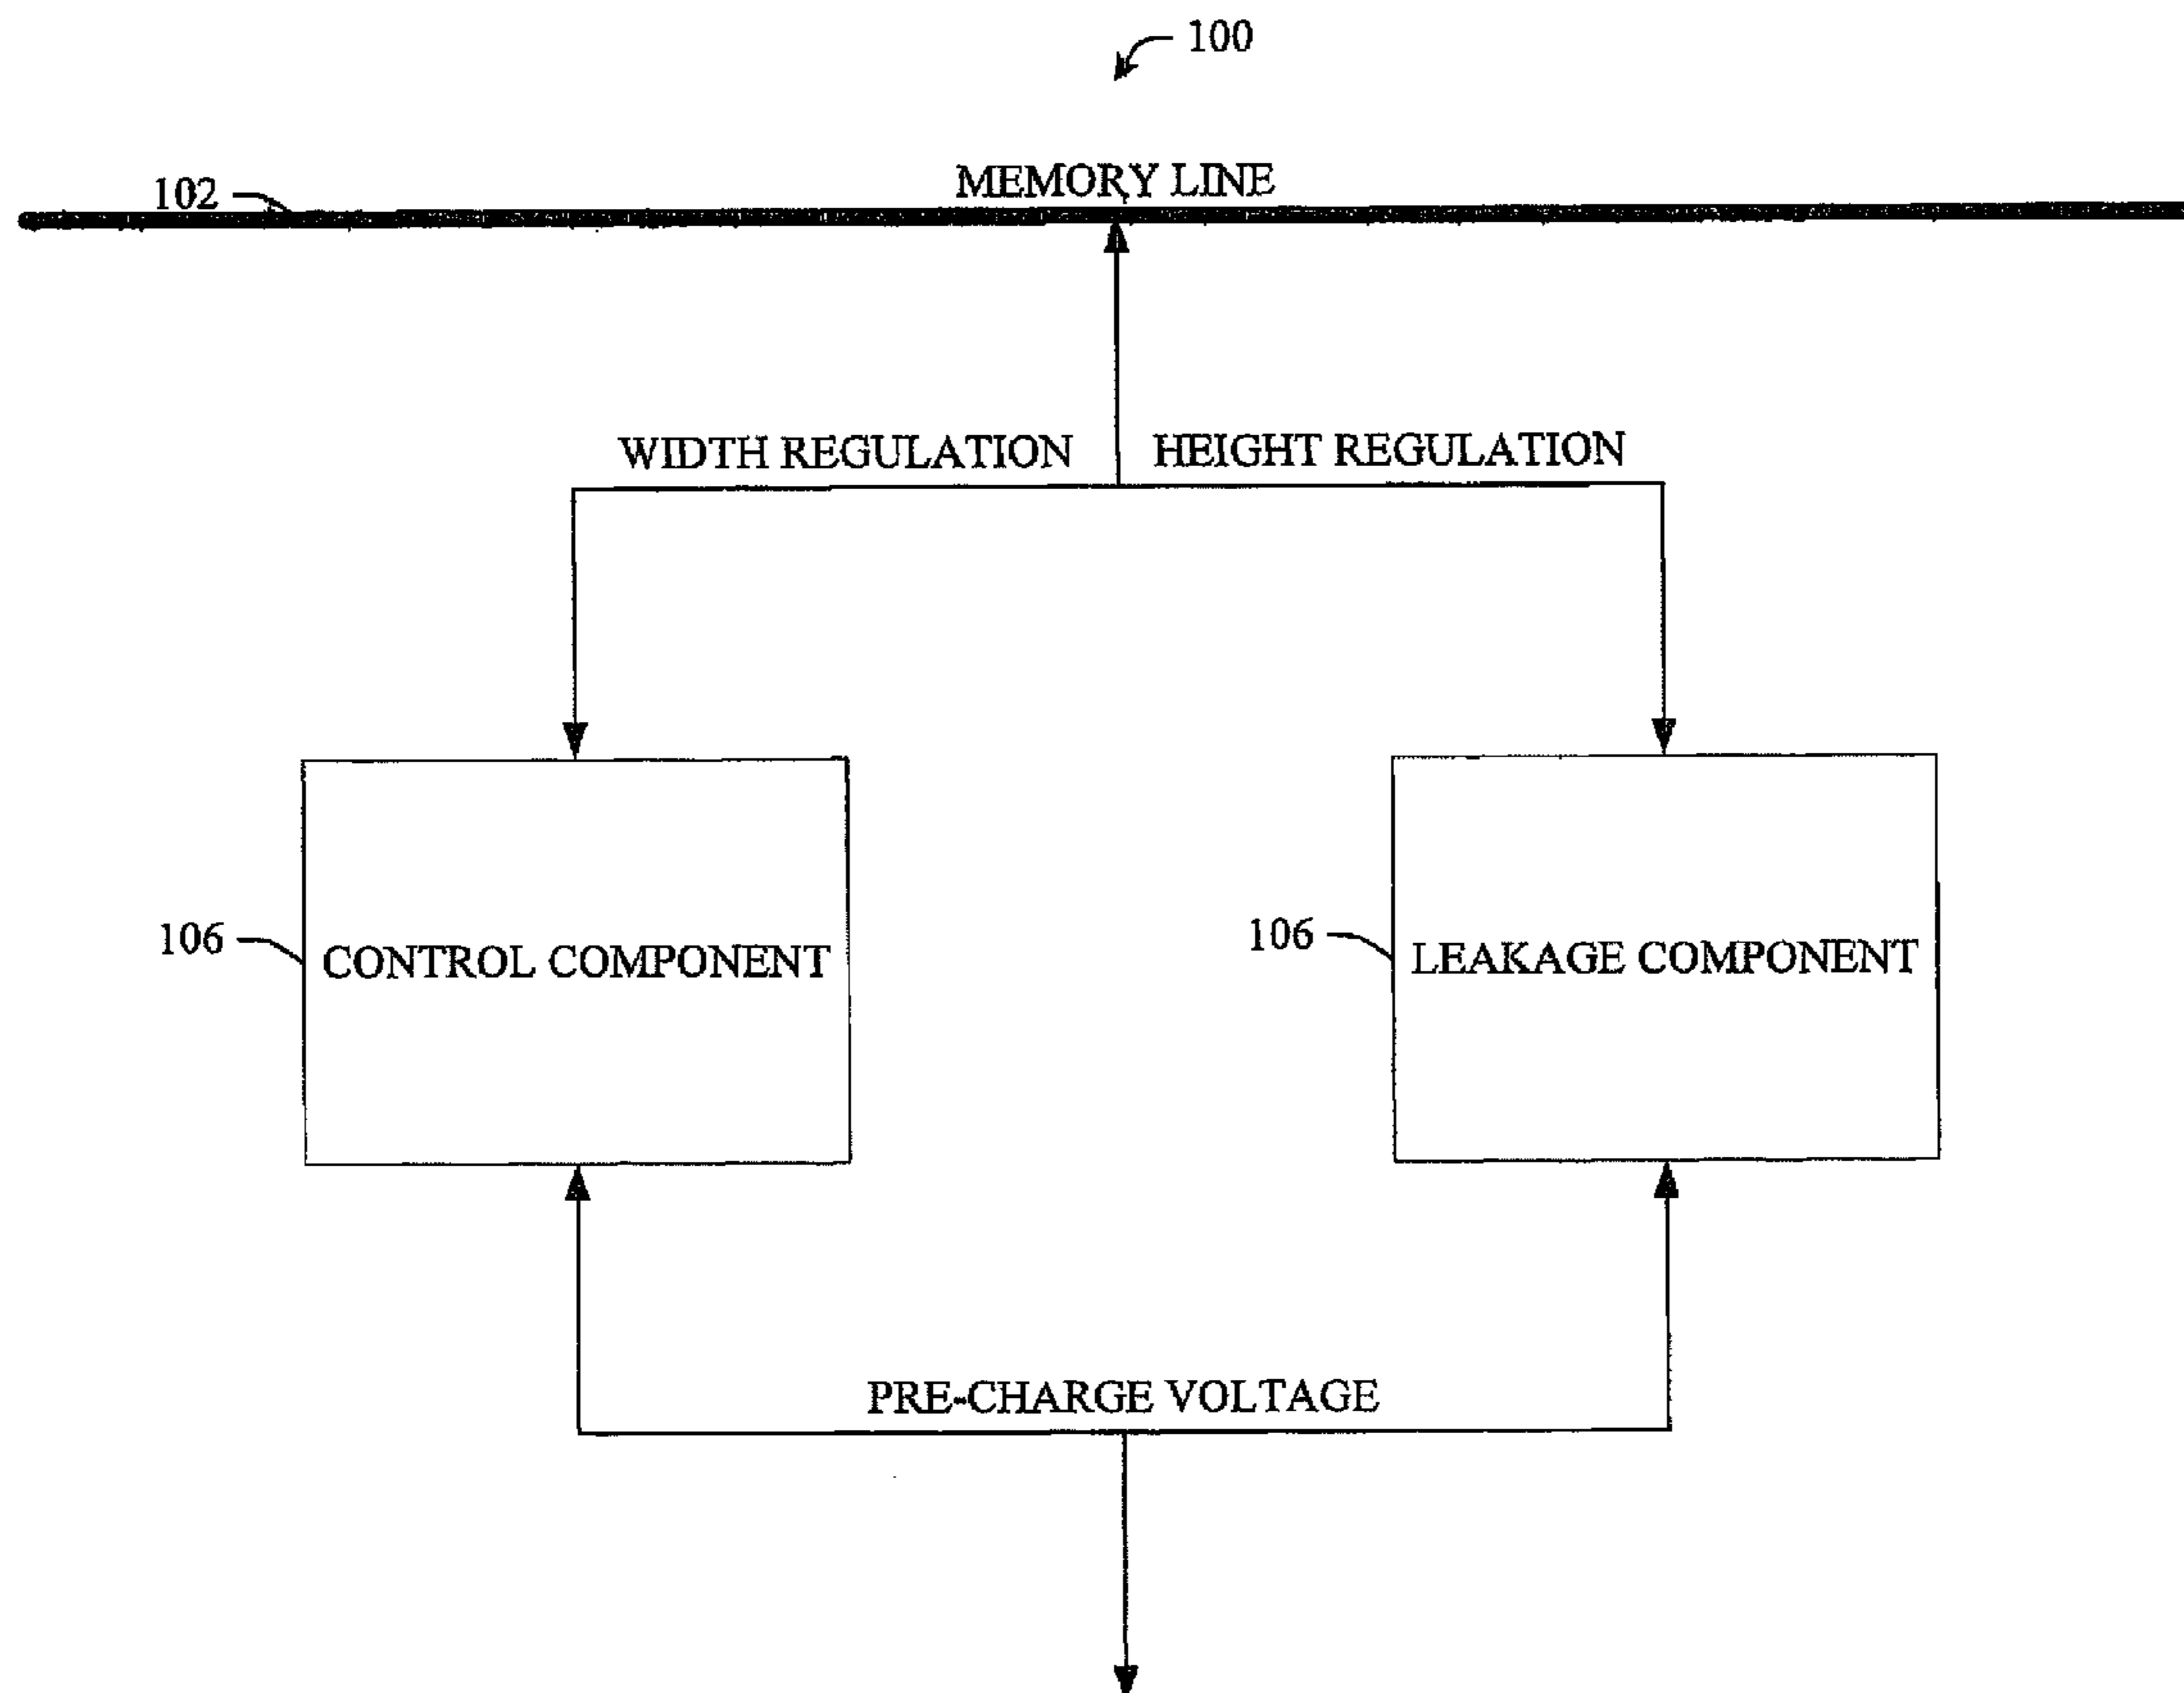 100
102
MEMORY LINE
WIDTH REGULATION
HEIGHT REGULATION
106
CONTROL COMPONENT
106
LEAKAGE COMPONENT
PRE-CHARGE VOLTAGE